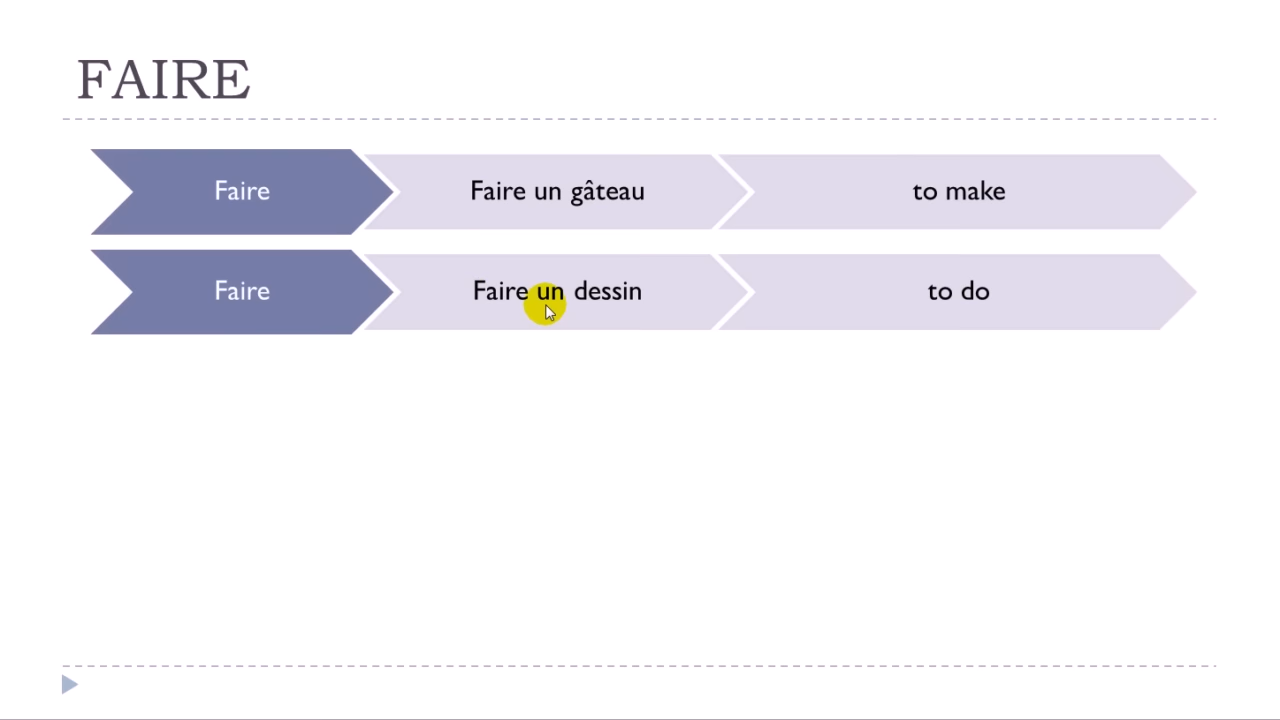 FAIRE
Faire
Faire un gâteau
to make
Faire
Faire un dessin
to do